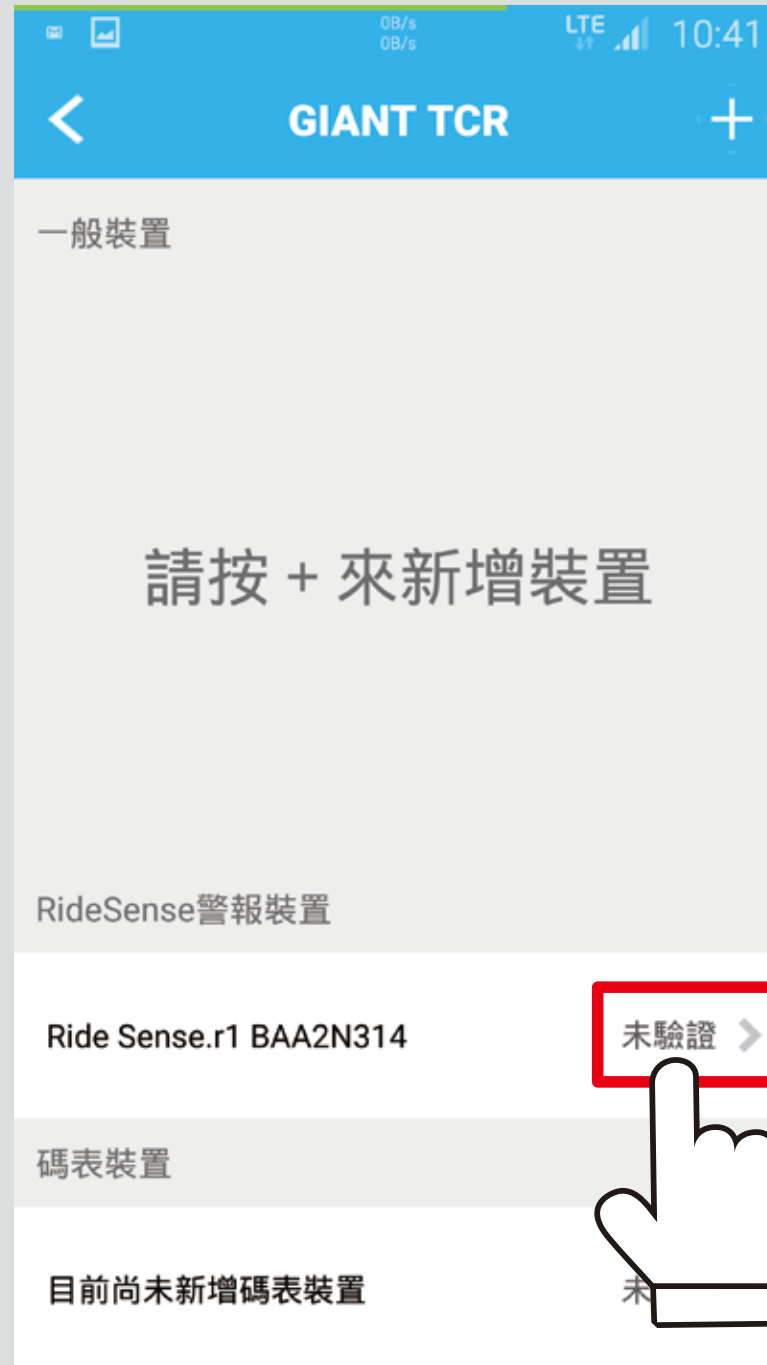 0B/s
0B/s
LTE
10:41
GIANT TCR
+
一般裝置
請按 + 來新增裝置
RideSense警報裝置
Ride Sense.r1 BAA2N314
未驗證
碼表裝置
目前尚未新增碼表裝置
未